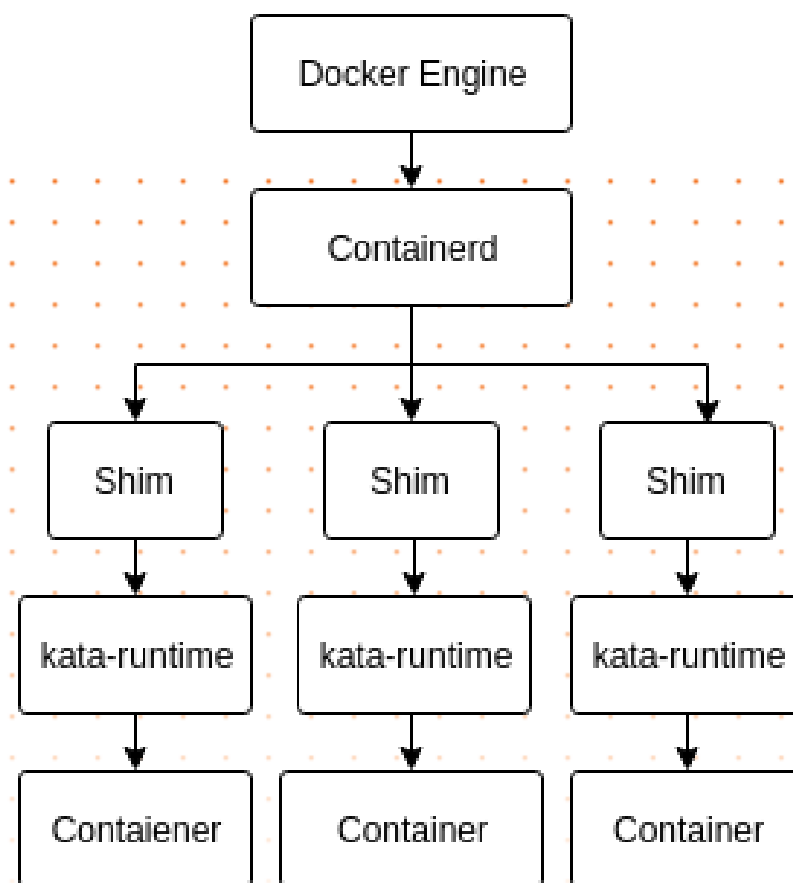 Docker Engine
Containerd
Shim
Shim
Shim
kata-runtime
kata-runtime
kata-runtime
Contaiener
Container
Container